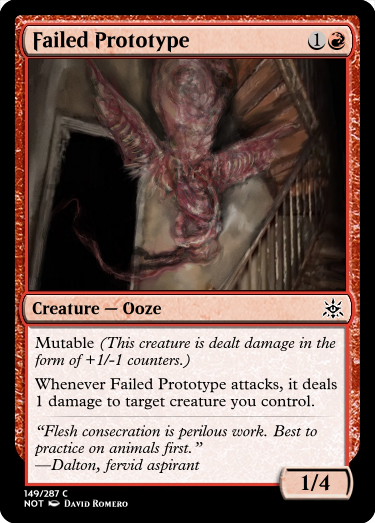 Failed Prototype 1
Creature — Ooze
Mutable (This creature is dealt damage in the
form of +1/-1 counters.)
Whenever Failed Prototype attacks, it deals
1 damage to target creature you control.
“Flesh consecration is perilous work. Best to
practice on animals first.”
—Dalton, fervid aspirant
1/4
149/287 C
NOT David Romero